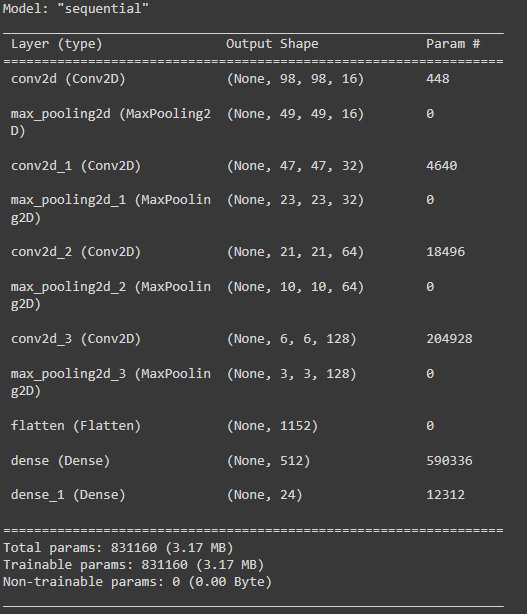 Model: "sequential"
_________________________________________________________________
Layer (type) Output Shape Param #
=================================================================
conv2d (Conv2D) (None, 98, 98, 16) 448
max_pooling2d (MaxPooling2 (None, 49, 49, 16) 0
D)
conv2d_1 (Conv2D) (None, 47, 47, 32) 4640
max_pooling2d_1 (MaxPoolin (None, 23, 23, 32) 0
g2D)
conv2d_2 (Conv2D) (None, 21, 21, 64) 18496
max_pooling2d_2 (MaxPoolin (None, 10, 10, 64) 0
g2D)
conv2d_3 (Conv2D) (None, 6, 6, 128) 204928
max_pooling2d_3 (MaxPoolin (None, 3, 3, 128) 0
g2D)
flatten (Flatten) (None, 1152) 0
dense (Dense) (None, 512) 590336
dense_1 (Dense) (None, 24) 12312
=================================================================
Total params: 831160 (3.17 MB)
Trainable params: 831160 (3.17 MB)
Non-trainable params: 0 (0.00 Byte)
_________________________________________________________________